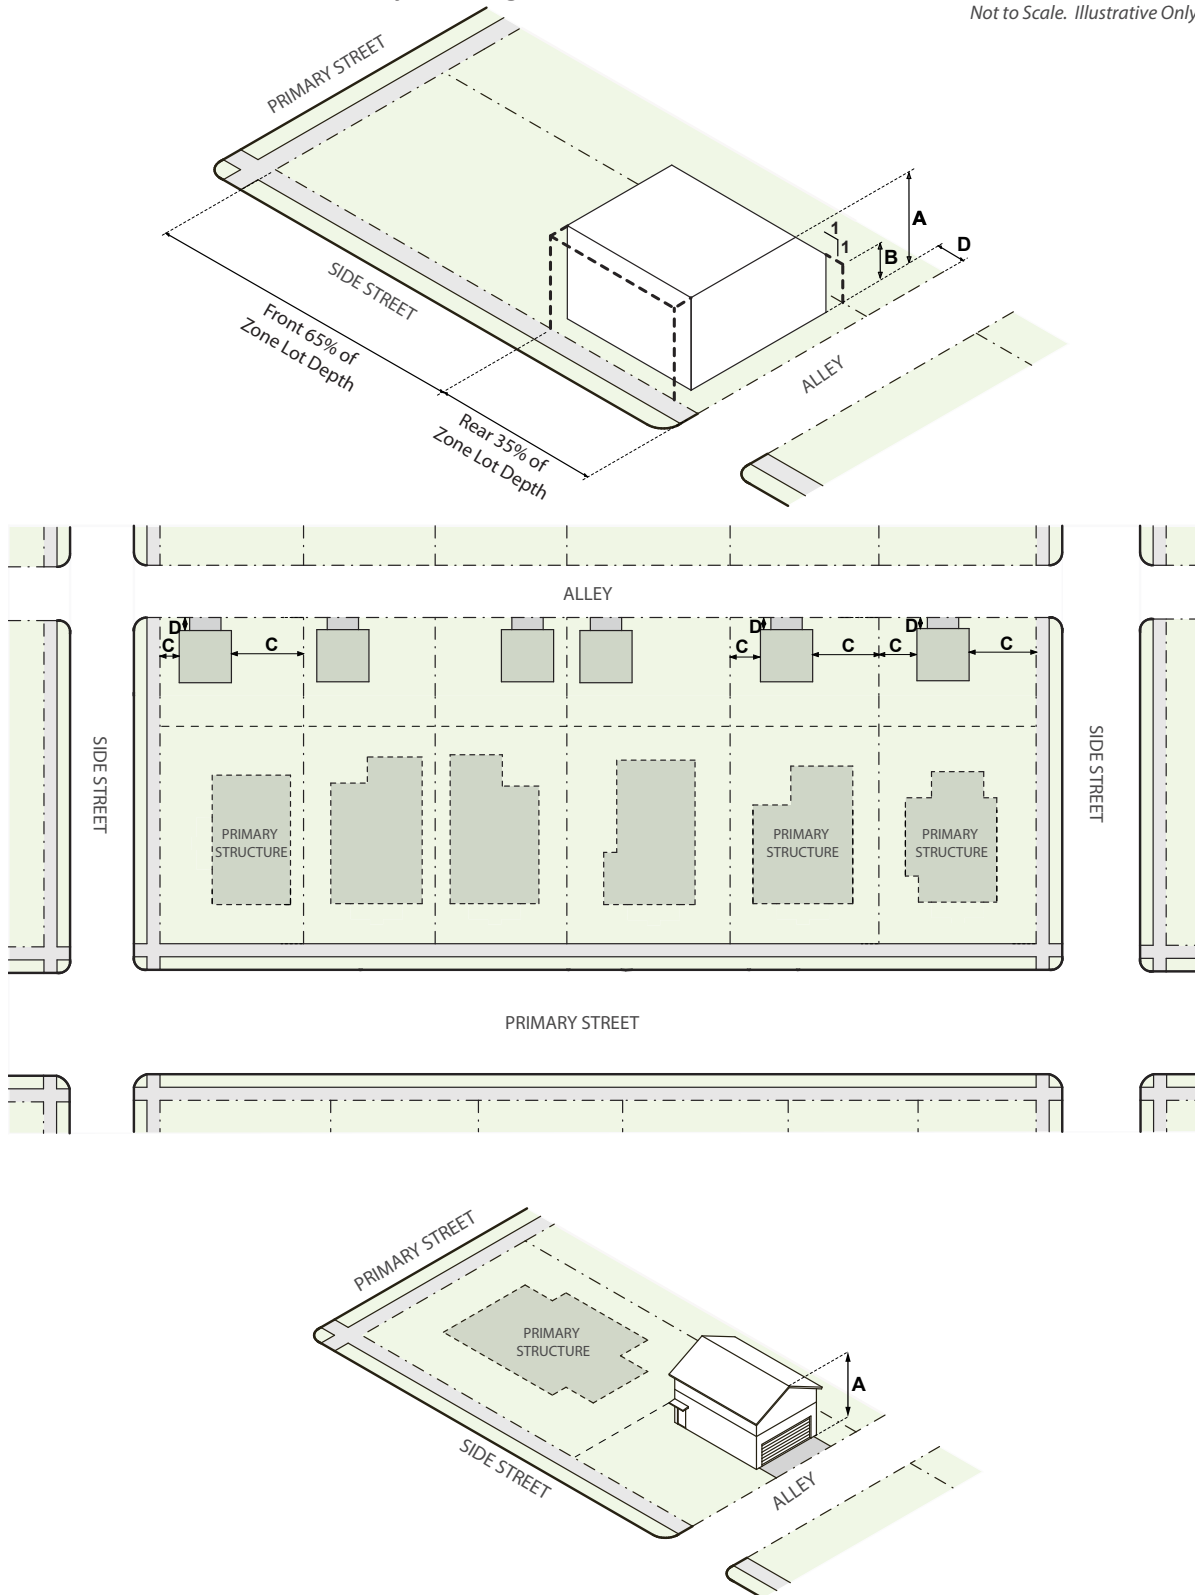 Not to Scale. Illustrative Only
PRIMARY STREET
A
1
1
B
D
SIDE STREET
Front 65% of
Zone Lot Depth
ALLEY
Rear 35% of
Zone Lot Depth
ALLEY
D
D
D
C
C
C
C
C
C
SIDE STREET
SIDE STREET
PRIMARY
STRUCTURE
PRIMARY
STRUCTURE
PRIMARY
STRUCTURE
PRIMARY STREET
PRIMARY STREET
PRIMARY
STRUCTURE
A
SIDE STREET
ALLEY